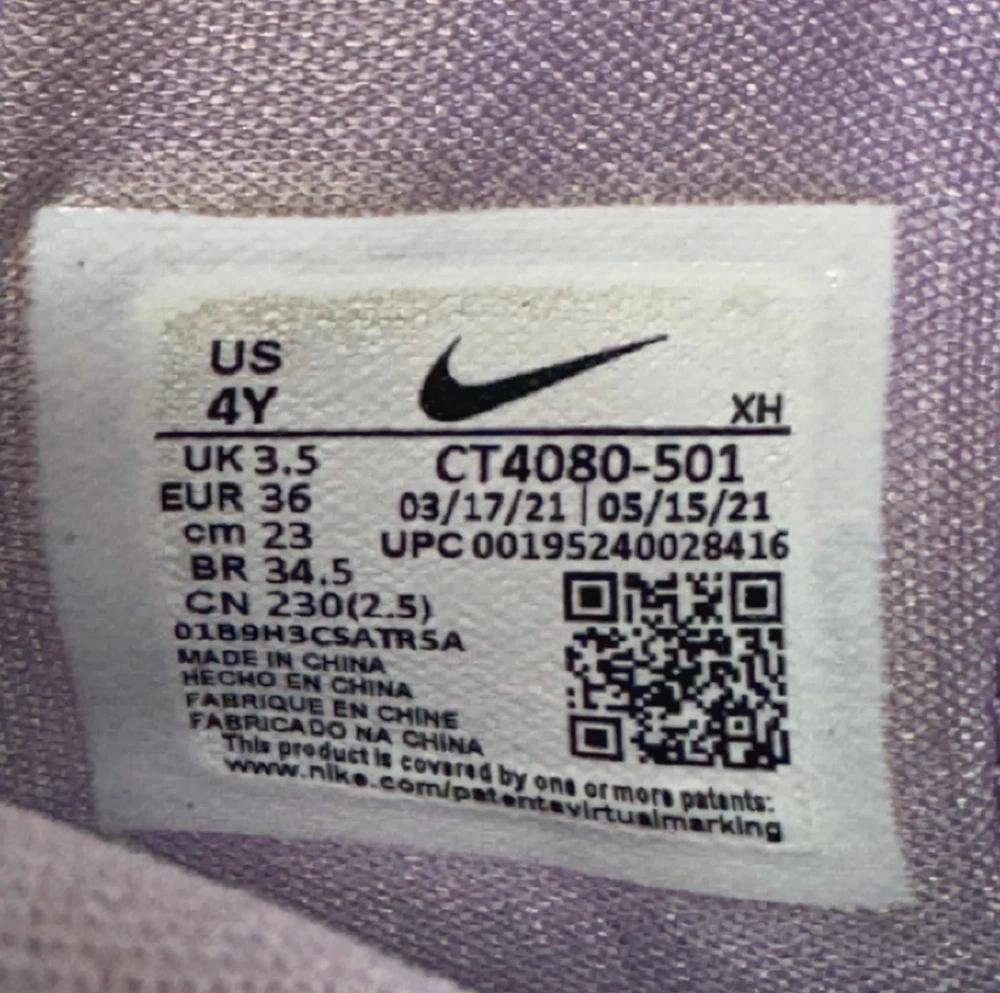 US
4Y
XH
UK 3.5
EUR 36
cm 23
BR 34.5
CN 230(2.5)
01B9H3CSATR5A
MADE IN CHINA
HECHO EN CHINA
FABRIQUE EN CHINE
FABRICADO NA CHINA
CT4080-501
03/17/21 | 05/15/21
UPC 00195240028416
This product is covered by one or more patents:
www.nike.com/patentsvirtualmarking